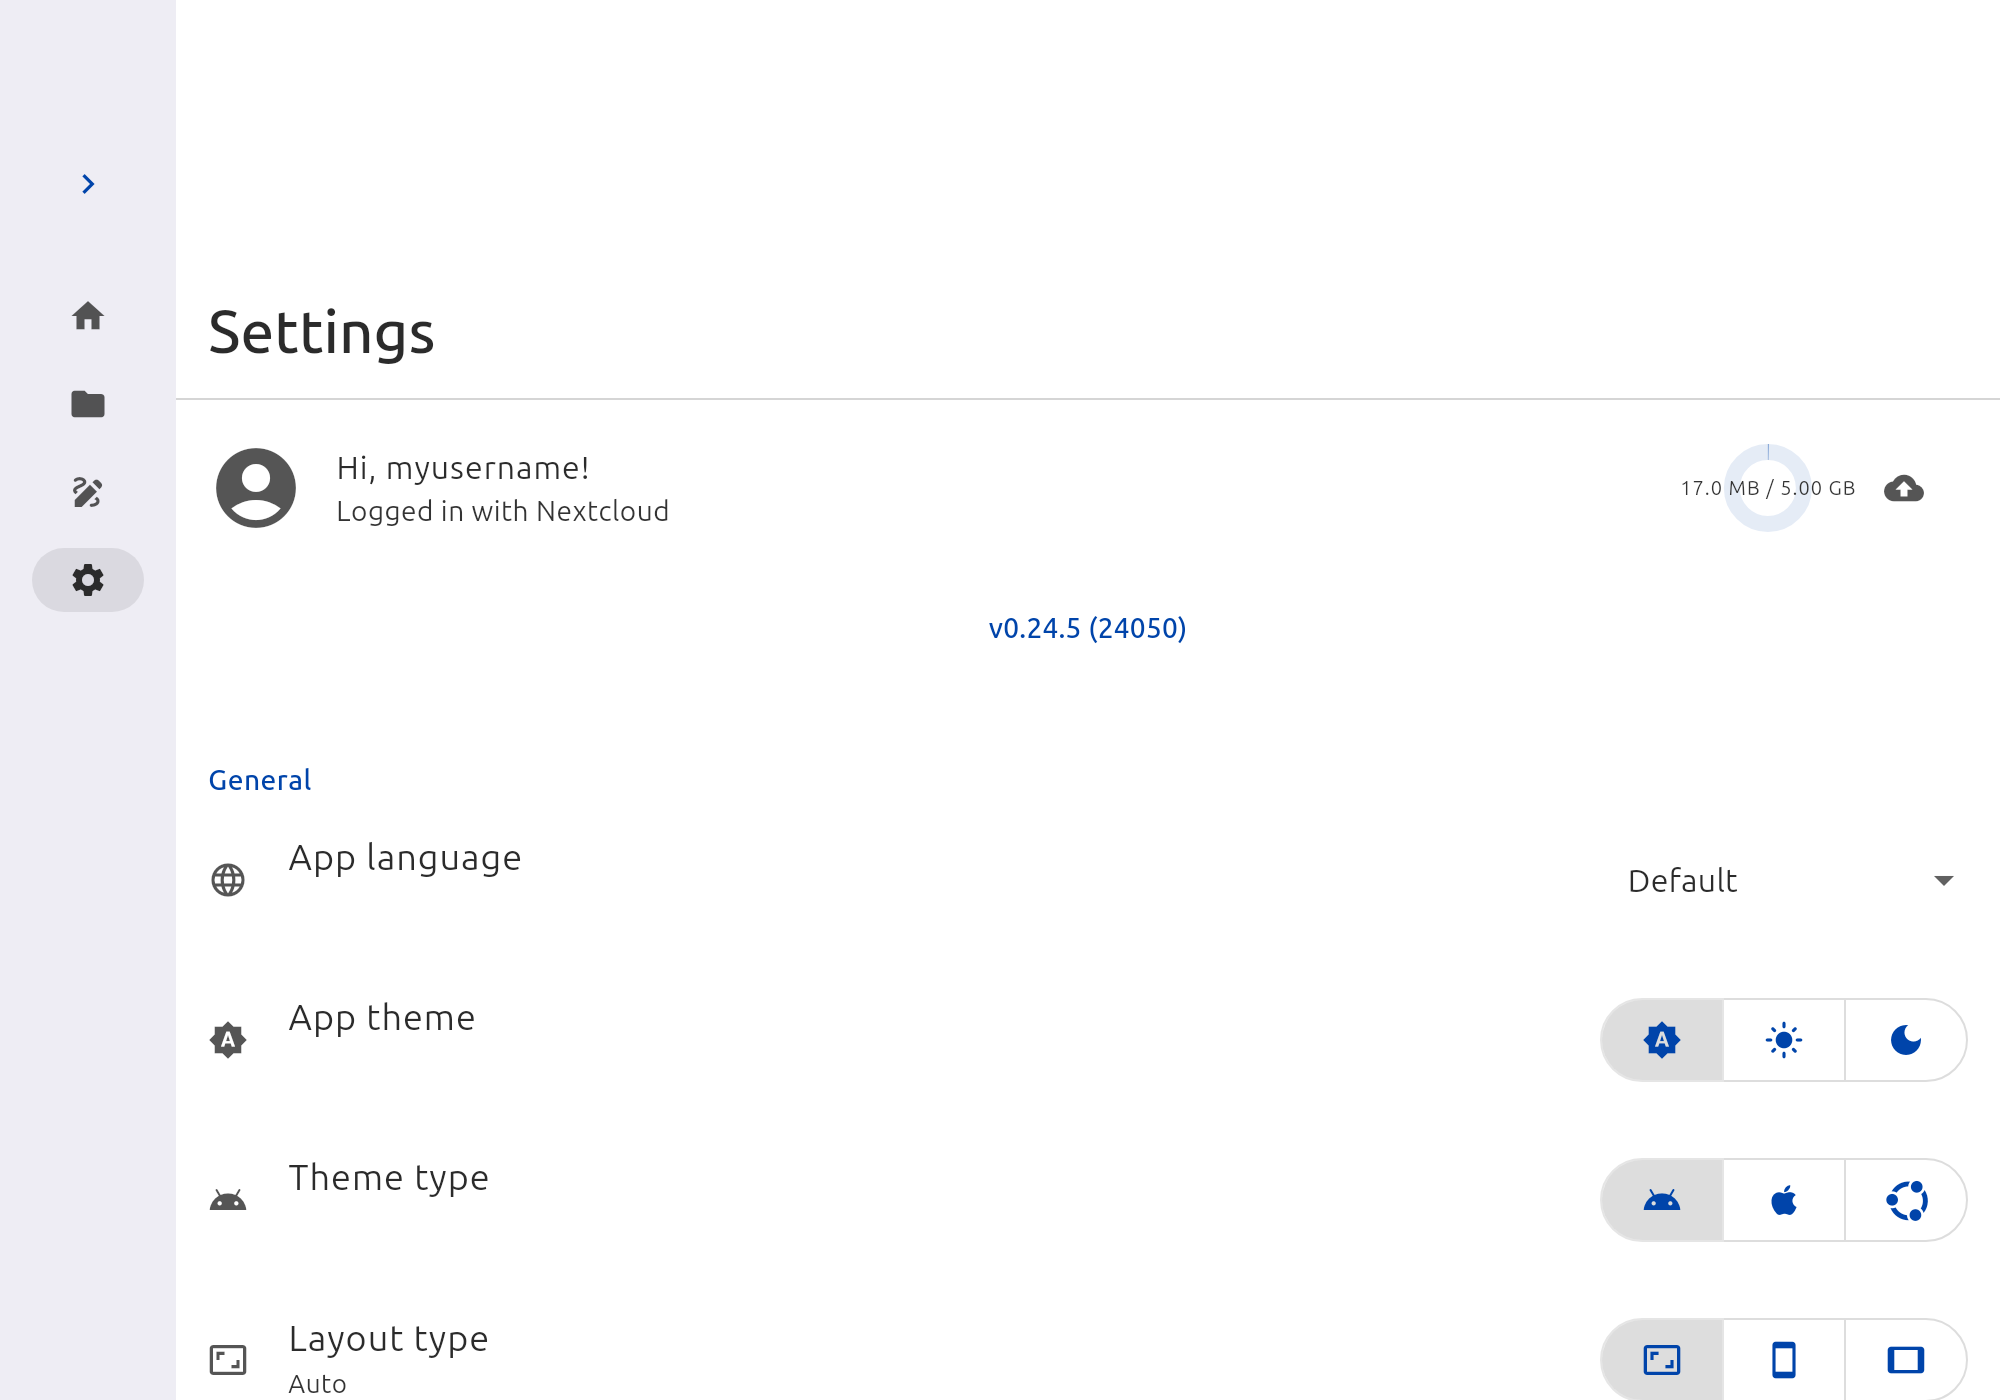 Settings
Hi, myusername!
Logged in with Nextcloud
17.0 MB / 5.00 GB
v0.24.5 (24050)
General
App language
Default
App theme
A
A
Theme type
Layout type
Auto